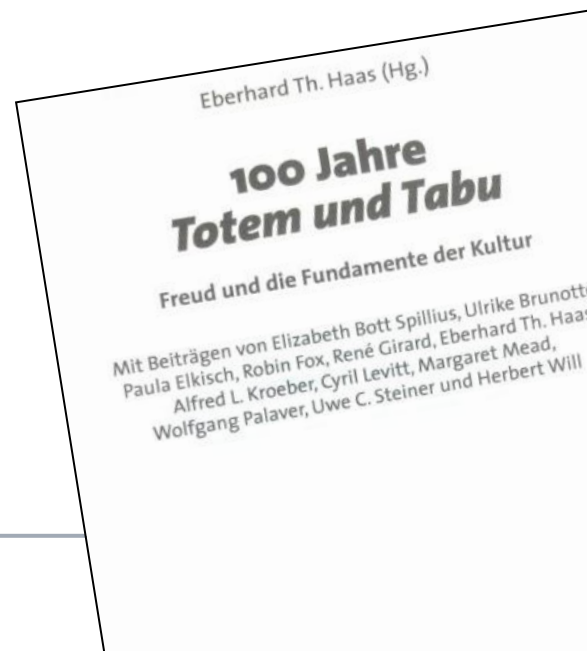 Eberhard Th. Haas (Hg.)
100 Jahre
Totem und Tabu
Freud und die Fundamente der Kultur
Mit Beiträgen von Elizabeth Bott Spillius, Ulrike Brunotte
Paula Elkisch, Robin Fox, René Girard, Eberhard Th. Haas
Alfred L. Kroeber, Cyril Levitt, Margaret Mead,
Wolfgang Palaver, Uwe C. Steiner und Herbert Will